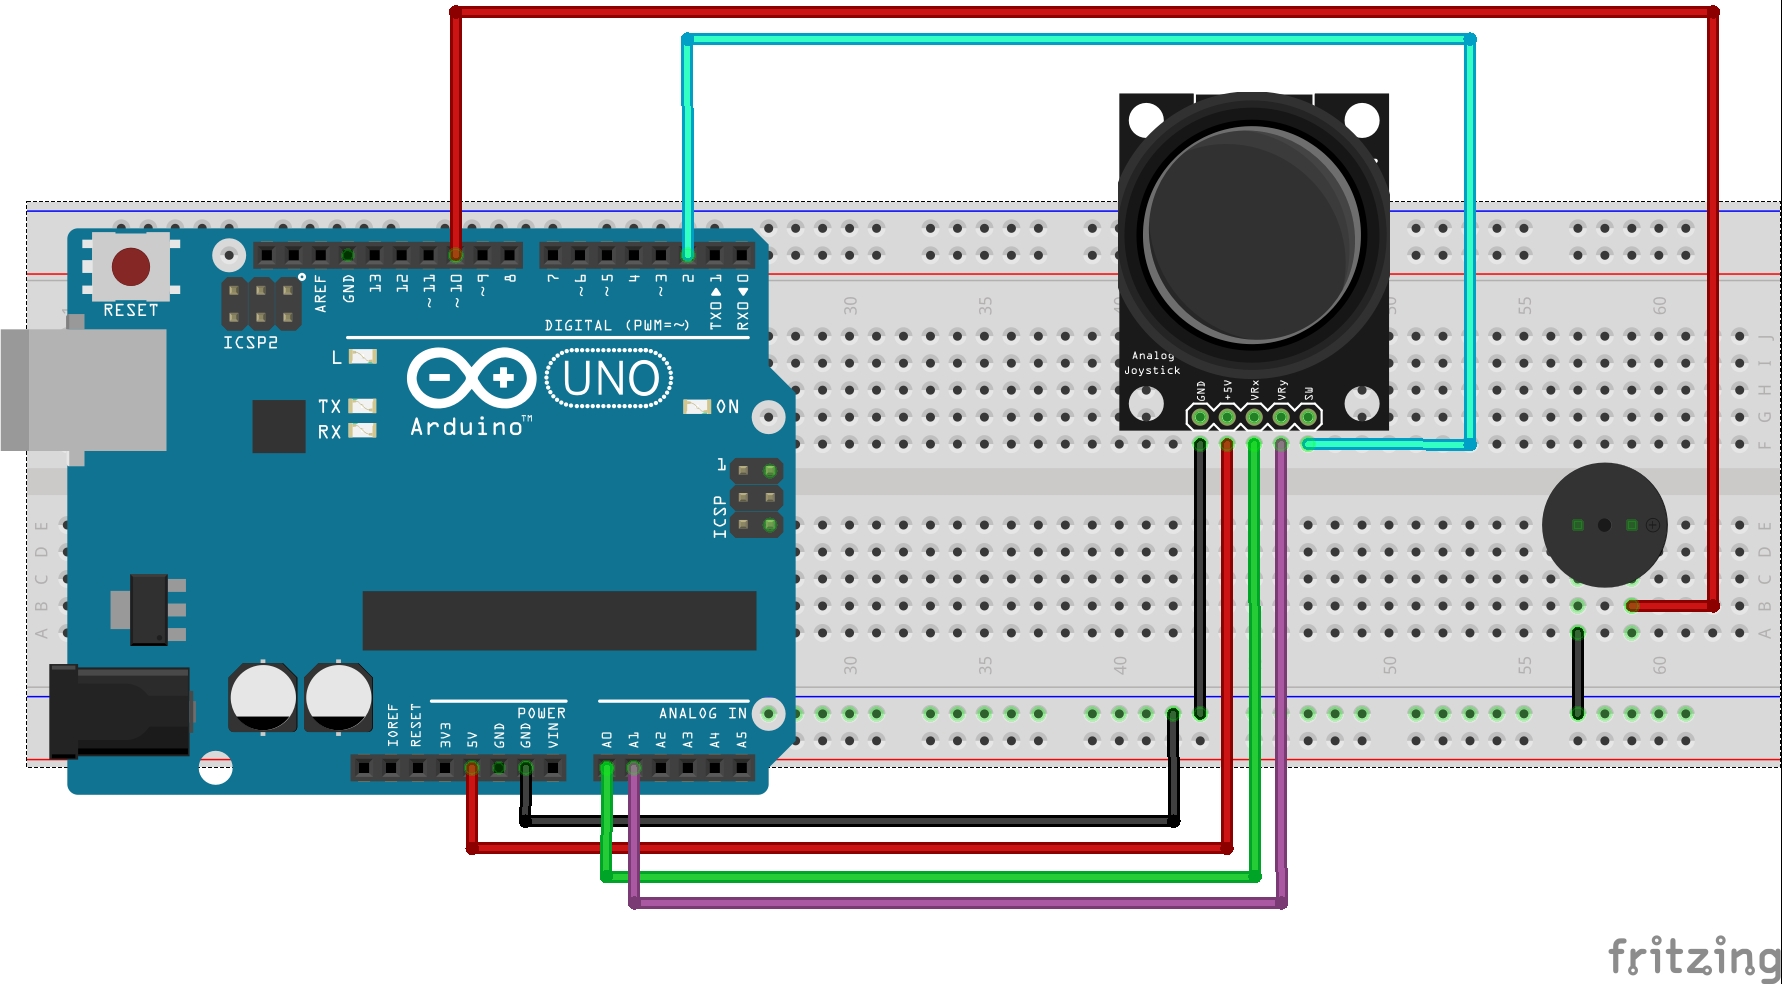 RESET
ICSP2
AREF
GND
13
12
~11
~10
~9
8
7
~6
~5
4
~3
2
TX0▶1
RX0◀0
DIGITAL (PWM=~)
L
TX
RX
UNO
Arduino™
ON
1
ICSP
IOREF
RESET
3V3
5V
GND
GND
VIN
POWER
A0
A1
A2
A3
A4
A5
ANALOG IN
Analog
Joystick
GND
+5V
VRx
VRy
SW
30
35
50
55
60
J
I
H
G
F
E
D
C
B
A
E
D
C
B
A
30
35
40
50
55
60
fritzing